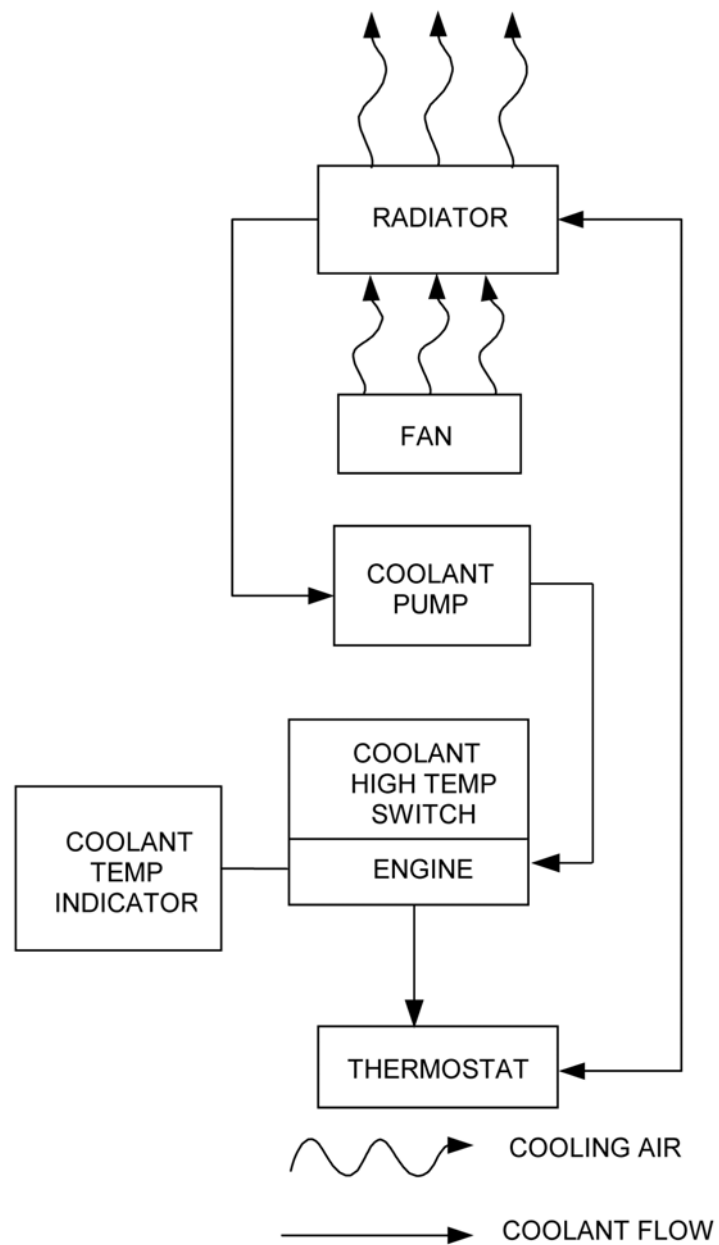 RADIATOR
FAN
COOLANT
PUMP
COOLANT
HIGH TEMP
SWITCH
ENGINE
COOLANT
TEMP
INDICATOR
THERMOSTAT
COOLING AIR
COOLANT FLOW